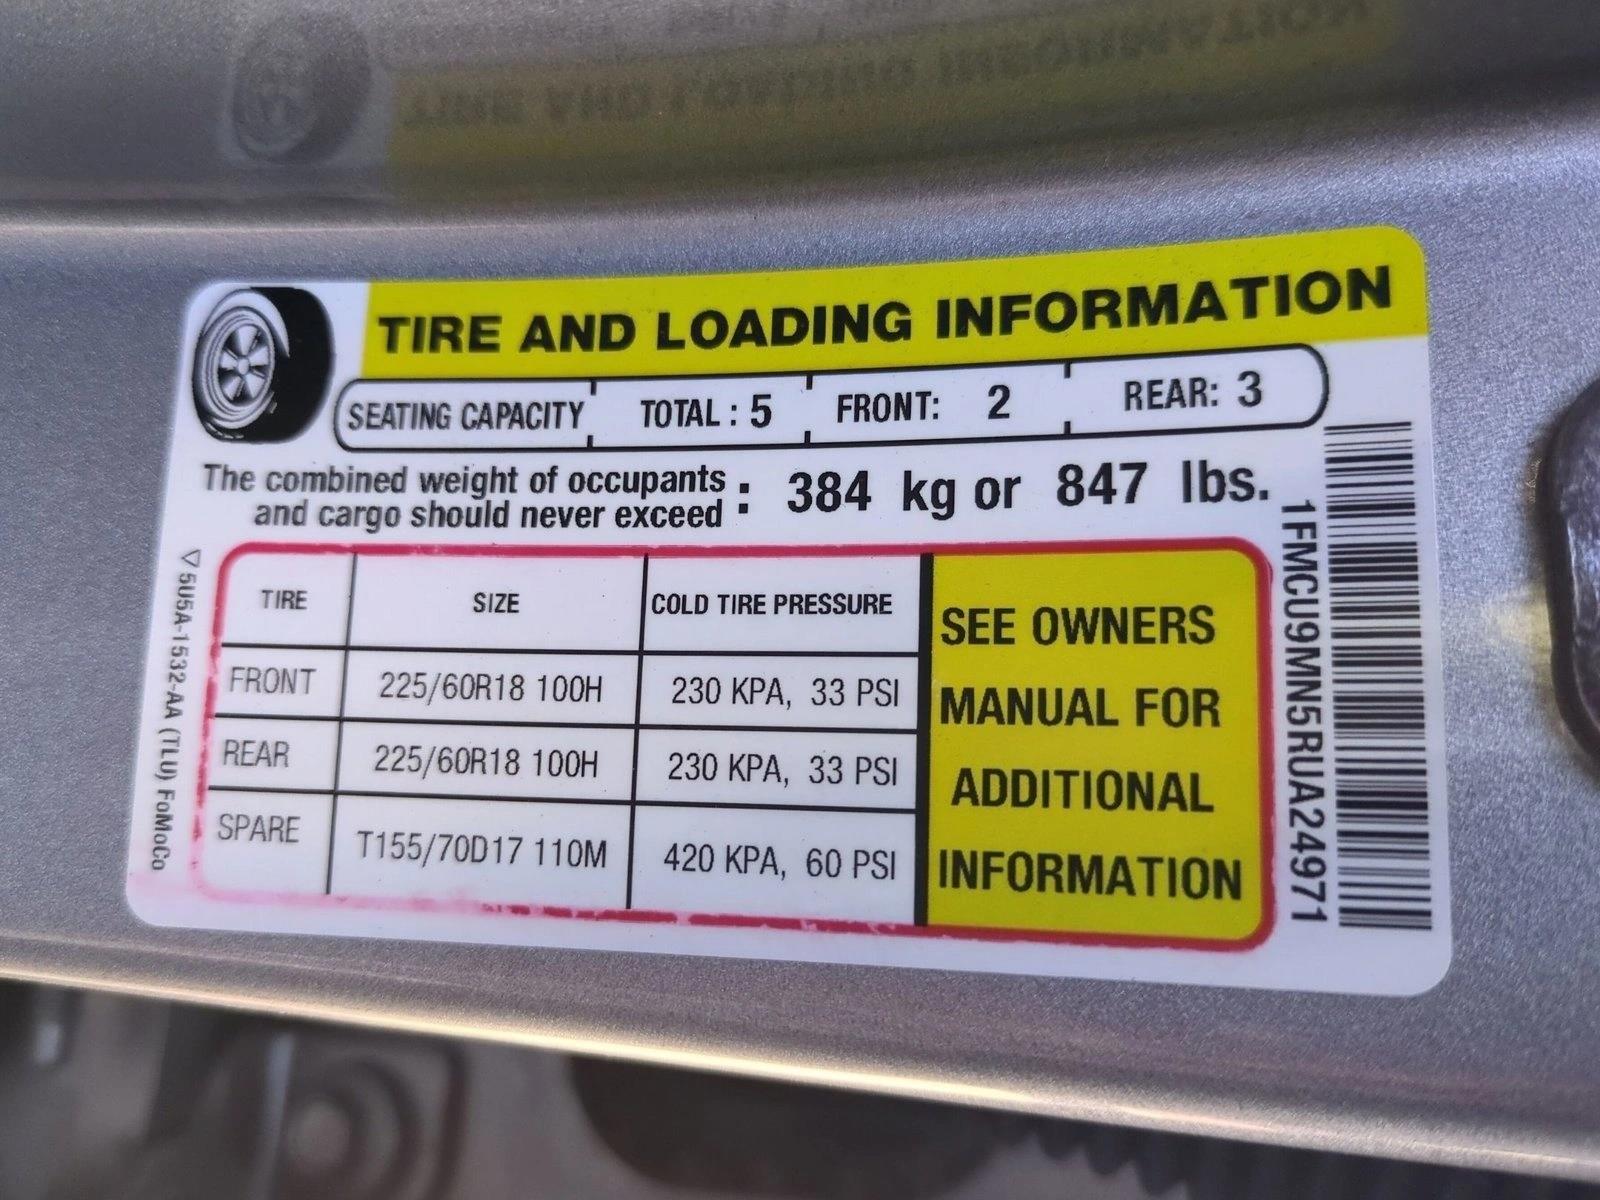 TIRE AND LOADING INFORMATION
SEATING CAPACITY TOTAL : 5 FRONT: 2 REAR: 3
The combined weight of occupants
and cargo should never exceed : 384 kg or 847 lbs.
TIRE SIZE COLD TIRE PRESSURE
FRONT 225/60R18 100H 230 KPA, 33 PSI
REAR 225/60R18 100H 230 KPA, 33 PSI
SPARE T155/70D17 110M 420 KPA, 60 PSI
SEE OWNERS
MANUAL FOR
ADDITIONAL
INFORMATION
1FMCU9MN5RUA24971
5U5A-1532-AA (TLU) FoMoCo